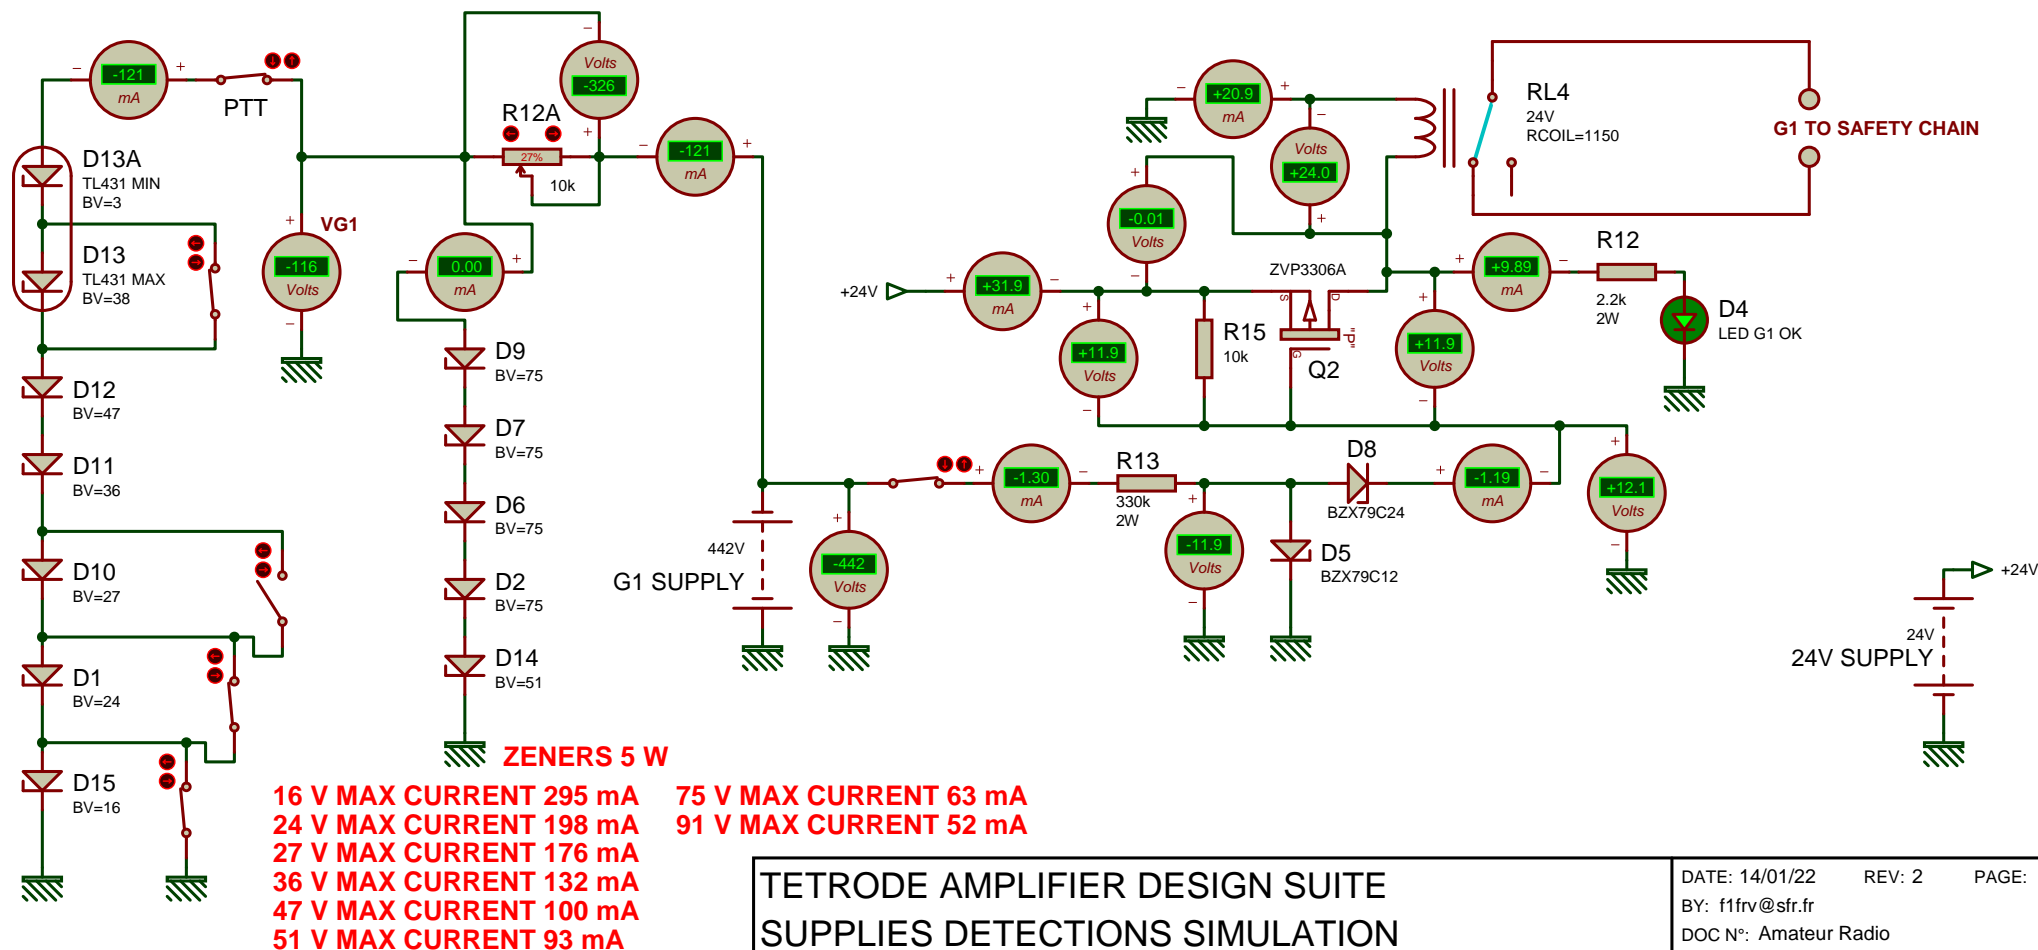 -121
mA
PTT
D13A
TL431 MIN
BV=3
D13
TL431 MAX
BV=38
D12
BV=47
D11
BV=36
D10
BV=27
D1
BV=24
D15
BV=16
VG1
-116
Volts
Volts
-326
R12A
27%
10k
-121
mA
0.00
mA
D9
BV=75
D7
BV=75
D6
BV=75
D2
BV=75
D14
BV=51
442V
G1 SUPPLY
-442
Volts
+20.9
mA
Volts
+24.0
-0.01
Volts
RL4
24V
RCOIL=1150
G1 TO SAFETY CHAIN
+24V
+31.9
mA
+11.9
Volts
R15
10k
ZVP3306A
S
D
G
"P"
Q2
+11.9
Volts
+9.89
mA
R12
2.2k
2W
D4
LED G1 OK
-1.30
mA
R13
330k
2W
-11.9
Volts
D8
BZX79C24
D5
BZX79C12
-1.19
mA
+12.1
Volts
+24V
24V
24V SUPPLY
ZENERS 5 W
16 V MAX CURRENT 295 mA
24 V MAX CURRENT 198 mA
27 V MAX CURRENT 176 mA
36 V MAX CURRENT 132 mA
47 V MAX CURRENT 100 mA
51 V MAX CURRENT 93 mA
75 V MAX CURRENT 63 mA
91 V MAX CURRENT 52 mA
TETRODE AMPLIFIER DESIGN SUITE
SUPPLIES DETECTIONS SIMULATION
DATE: 14/01/22 REV: 2 PAGE:
BY: f1frv@sfr.fr
DOC N°: Amateur Radio